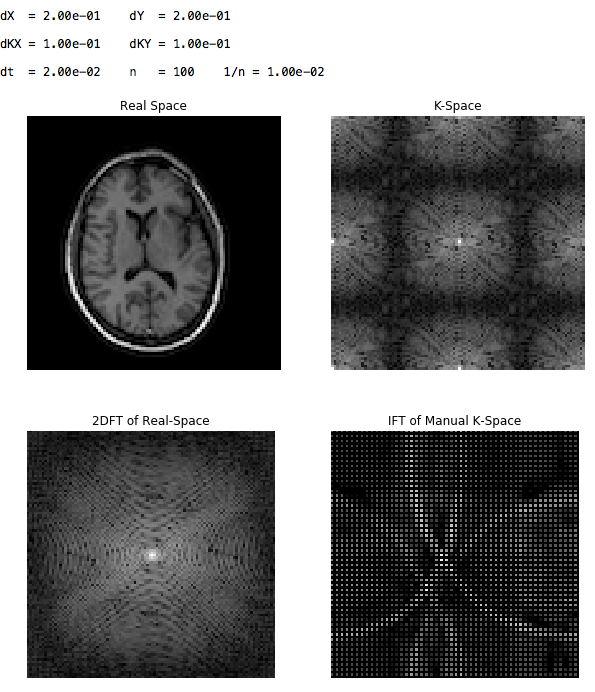 dX  = 2.00e-01    dY  = 2.00e-01
dKX = 1.00e-01    dKY = 1.00e-01
dt  = 2.00e-02    n   = 100    1/n = 1.00e-02
Real Space
K-Space
2DFT of Real-Space
IFT of Manual K-Space